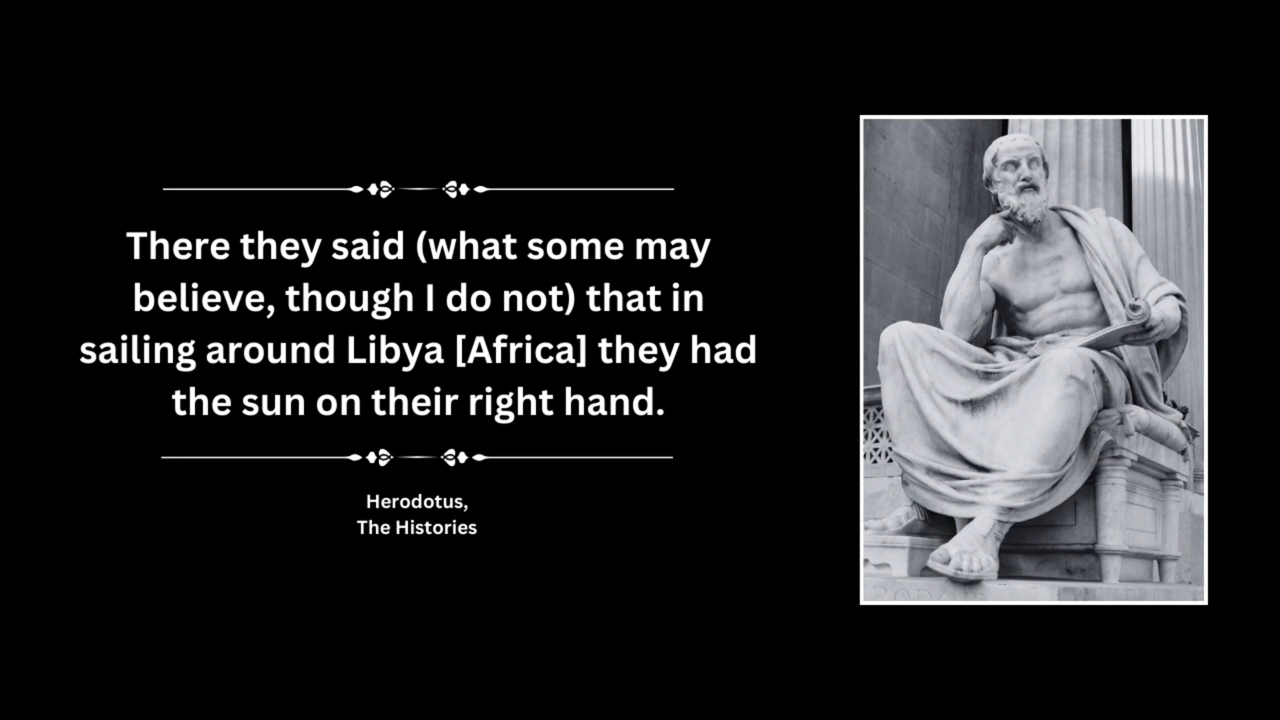 There they said (what some may
believe, though I do not) that in
sailing around Libya [Africa] they had
the sun on their right hand.
Herodotus,
The Histories